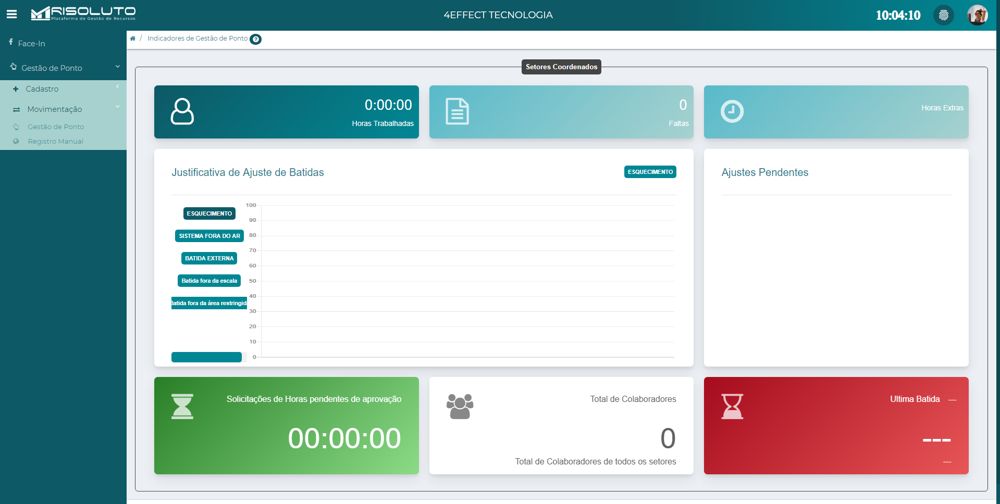 RISOLUTO
Plataforma de Gestão de Recursos
4EFFECT TECNOLOGIA
10:04:10
Face-In
Gestão de Ponto
Cadastro
Movimentação
Gestão de Ponto
Registro Manual
/ Indicadores de Gestão de Ponto ?
Setores Coordenados
0:00:00
Horas Trabalhadas
0
Faltas
Horas Extras
Justificativa de Ajuste de Batidas
ESQUECIMENTO
ESQUECIMENTO
SISTEMA FORA DO AR
BATIDA EXTERNA
Batida fora da escala
Batida fora da área restringida
100
90
80
70
60
50
40
30
20
10
0
Ajustes Pendentes
Solicitações de Horas pendentes de aprovação
00:00:00
Total de Colaboradores
0
Total de Colaboradores de todos os setores
Ultima Batida ---
---
---